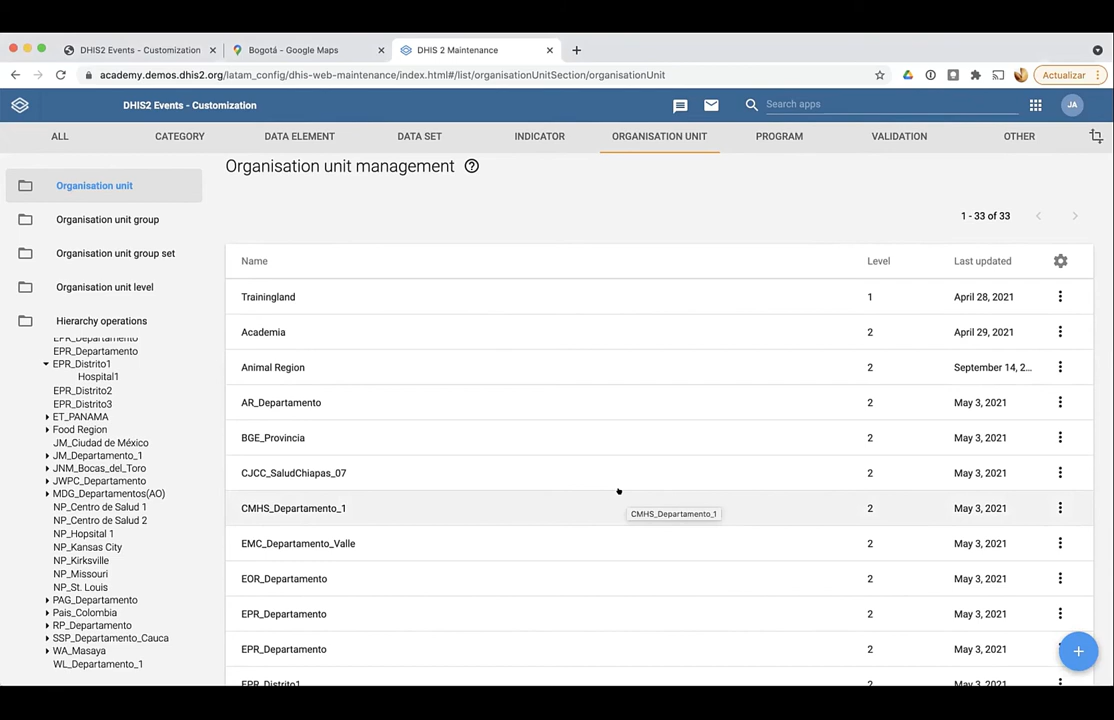 DHIS2 Events - Customization
Bogotá - Google Maps
DHIS 2 Maintenance
academy.demos.dhis2.org/latam_config/dhis-web-maintenance/index.html#/list/organisationUnitSection/organisationUnit
Actualizar
DHIS2 Events - Customization
Search apps
JA
ALL
CATEGORY
DATA ELEMENT
DATA SET
INDICATOR
ORGANISATION UNIT
PROGRAM
VALIDATION
OTHER
Organisation unit
Organisation unit group
Organisation unit group set
Organisation unit level
Hierarchy operations
EPR_Departamento
EPR_Departamento
EPR_Distrito1
Hospital1
EPR_Distrito2
EPR_Distrito3
ET_PANAMA
Food Region
JM_Ciudad de México
JM_Departamento_1
JNM_Bocas_del_Toro
JWPC_Departamento
MDG_Departamentos(AO)
NP_Centro de Salud 1
NP_Centro de Salud 2
NP_Hopsital 1
NP_Kansas City
NP_Kirksville
NP_Missouri
NP_St. Louis
PAG_Departamento
Pais_Colombia
RP_Departamento
SSP_Departamento_Cauca
WA_Masaya
WL_Departamento_1
Organisation unit management
1 - 33 of 33
Name Level Last updated
Trainingland 1 April 28, 2021
Academia 2 April 29, 2021
Animal Region 2 September 14, 2...
AR_Departamento 2 May 3, 2021
BGE_Provincia 2 May 3, 2021
CJCC_SaludChiapas_07 2 May 3, 2021
CMHS_Departamento_1 2 May 3, 2021
CMHS_Departamento_1
EMC_Departamento_Valle 2 May 3, 2021
EOR_Departamento 2 May 3, 2021
EPR_Departamento 2 May 3, 2021
EPR_Departamento 2 May 3, 2021
EPR_Distrito1 2 May 3, 2021